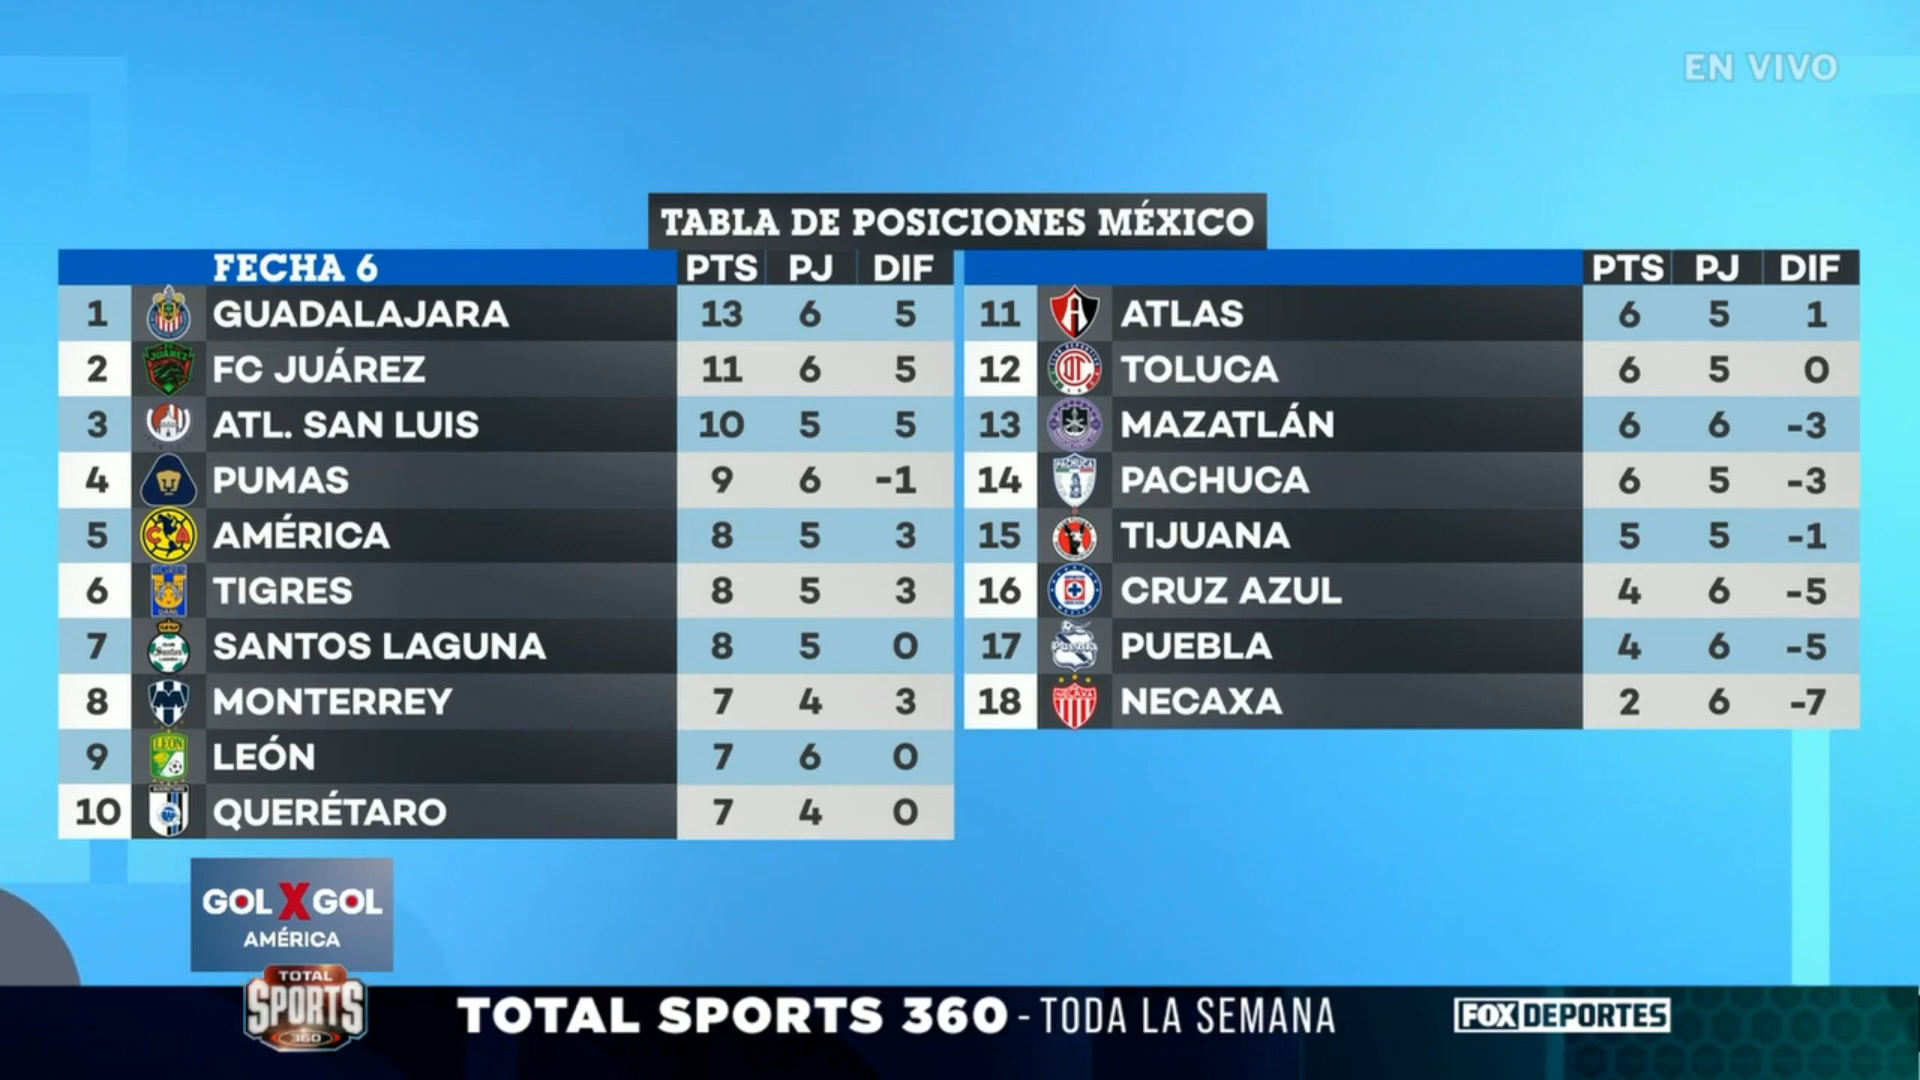 EN VIVO
TABLA DE POSICIONES MÉXICO
FECHA 6 PTS PJ DIF
1 GUADALAJARA 13 6 5
2 FC JUÁREZ 11 6 5
3 ATL. SAN LUIS 10 5 5
4 PUMAS 9 6 -1
5 AMÉRICA 8 5 3
6 TIGRES 8 5 3
7 SANTOS LAGUNA 8 5 0
8 MONTERREY 7 4 3
9 LEÓN 7 6 0
10 QUERÉTARO 7 4 0
PTS PJ DIF
11 ATLAS 6 5 1
12 TOLUCA 6 5 0
13 MAZATLÁN 6 6 -3
14 PACHUCA 6 5 -3
15 TIJUANA 5 5 -1
16 CRUZ AZUL 4 6 -5
17 PUEBLA 4 6 -5
18 NECAXA 2 6 -7
GOL X GOL
AMÉRICA
TOTAL
SPORTS
360
TOTAL SPORTS 360 - TODA LA SEMANA
FOX DEPORTES